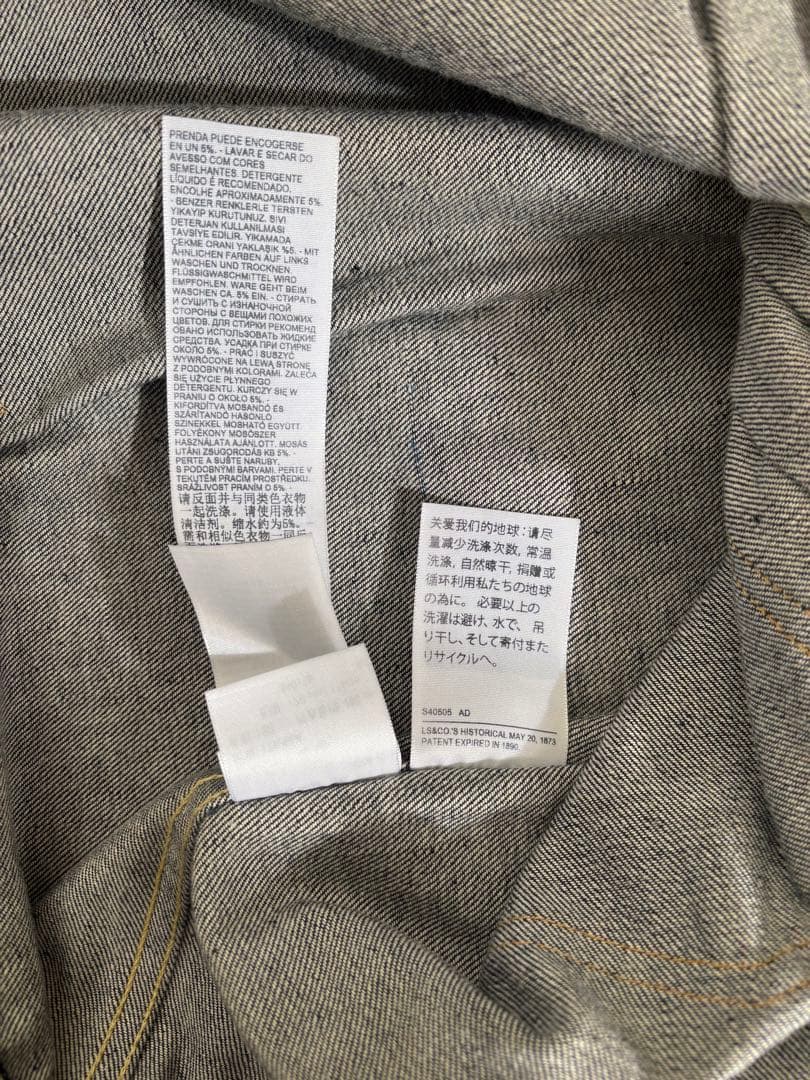 PRENDA PUEDE ENCOGERSE
EN UN 5%. - LAVAR E SECAR DO
AVESSO COM CORES
SEMELHANTES. DETERGENTE
LÍQUIDO É RECOMENDADO.
ENCOLHE APROXIMADAMENTE 5%.
- BENZER RENKLERLE TERSTEN
YIKAYIP KURUTUNUZ. SIVI
DETERJAN KULLANILMASI
TAVSİYE EDİLİR. YIKAMADA
ÇEKME ORANI YAKLAŞIK %5. - MIT
ÄHNLICHEN FARBEN AUF LINKS
WASCHEN UND TROCKNEN.
FLÜSSIGWASCHMITTEL WIRD
EMPFOHLEN. WARE GEHT BEIM
WASCHEN CA. 5% EIN. - СТИРАТЬ
И СУШИТЬ С ИЗНАНОЧНОЙ
СТОРОНЫ С ВЕЩАМИ ПОХОЖИХ
ЦВЕТОВ. ДЛЯ СТИРКИ РЕКОМЕНД
ОВАНО ИСПОЛЬЗОВАТЬ ЖИДКИЕ
СРЕДСТВА. УСАДКА ПРИ СТИРКЕ
ОКОЛО 5%. - PRAĆ I SUSZYĆ
WYWRÓCONE NA LEWĄ STRONĘ
Z PODOBNYMI KOLORAMI. ZALECA
SIĘ UŻYCIE PŁYNNEGO
DETERGENTU. KURCZY SIĘ W
PRANIU O OKOŁO 5%. -
KIFORDÍTVA MOSANDÓ ÉS
SZÁRÍTANDÓ HASONLÓ
SZINEKKEL MOSHATÓ EGYÜTT.
FOLYÉKONY MOSÓSZER
HASZNÁLATA AJÁNLOTT. MOSÁS
UTÁNI ZSUGORODÁS KB 5%. -
PERTE A SUŠTE NARUBY,
S PODOBNÝMI BARVAMI. PERTE V
TEKUTÉM PRACÍM PROSTŘEDKU.
SRÁŽLIVOST PRANÍM O 5%. -
请反面并与同类色衣物
一起洗涤。请使用液体
清洁剂。缩水约为5%。
关爱我们的地球：请尽
量减少洗涤次数, 常温
洗涤, 自然晾干, 捐赠或
循环利用私たちの地球
の為に。必要以上の
洗濯は避け、水で、吊
り干し、そして寄付また
リサイクルへ。
S40505 AD
LS&CO.'S HISTORICAL MAY 20, 1873
PATENT EXPIRED IN 1890.